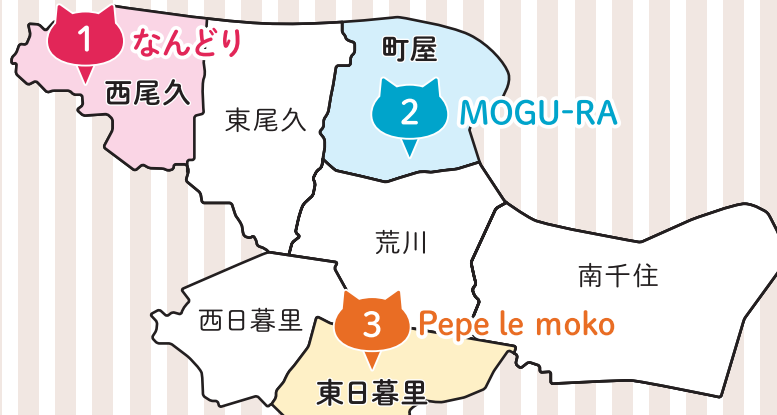 1 なんどり
西尾久
東尾久
町屋
2 MOGU-RA
荒川
南千住
西日暮里
3 Pepe le moko
東日暮里